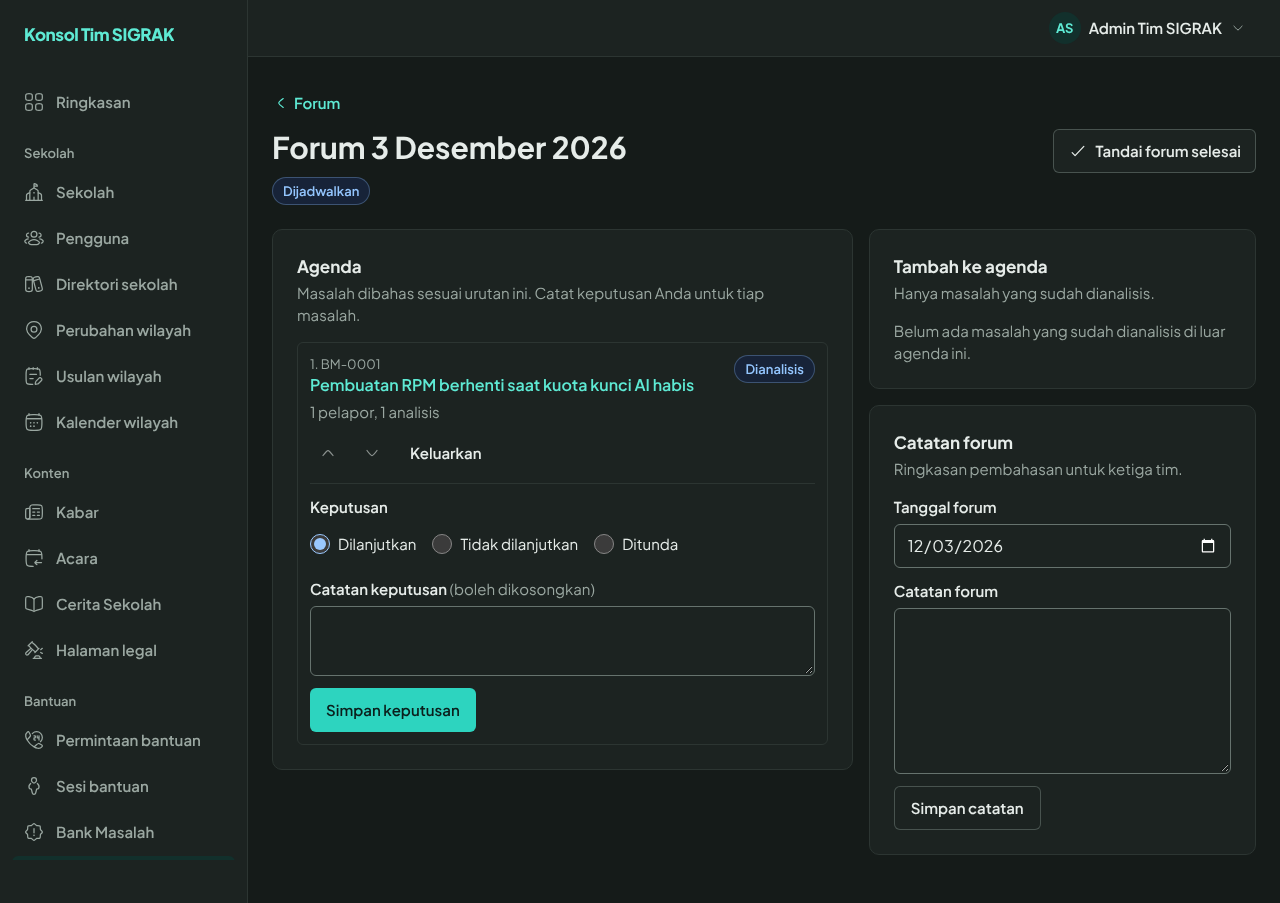 Konsol Tim SIGRAK
AS Admin Tim SIGRAK
Ringkasan
Sekolah
Sekolah
Pengguna
Direktori sekolah
Perubahan wilayah
Usulan wilayah
Kalender wilayah
Konten
Kabar
Acara
Cerita Sekolah
Halaman legal
Bantuan
Permintaan bantuan
Sesi bantuan
Bank Masalah
Forum
Forum 3 Desember 2026
Tandai forum selesai
Dijadwalkan
Agenda
Masalah dibahas sesuai urutan ini. Catat keputusan Anda untuk tiap
masalah.
1. BM-0001
Dianalisis
Pembuatan RPM berhenti saat kuota kunci AI habis
1 pelapor, 1 analisis
Keluarkan
Keputusan
Dilanjutkan
Tidak dilanjutkan
Ditunda
Catatan keputusan (boleh dikosongkan)
Simpan keputusan
Tambah ke agenda
Hanya masalah yang sudah dianalisis.
Belum ada masalah yang sudah dianalisis di luar
agenda ini.
Catatan forum
Ringkasan pembahasan untuk ketiga tim.
Tanggal forum
12/03/2026
Catatan forum
Simpan catatan